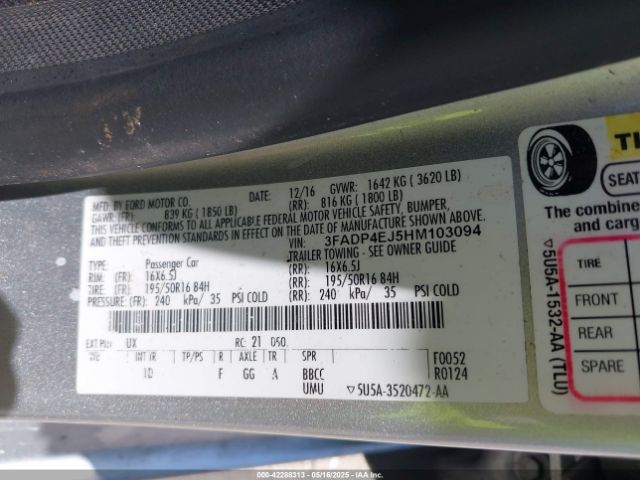 MFD. BY FORD MOTOR CO.
DATE: 12/16 GVWR: 1642 KG ( 3620 LB)
GAWR: (FR): 839 KG ( 1850 LB) (RR): 816 KG ( 1800 LB)
THIS VEHICLE CONFORMS TO ALL APPLICABLE FEDERAL MOTOR VEHICLE SAFETY, BUMPER,
AND THEFT PREVENTION STANDARDS IN EFFECT ON THE DATE OF MANUFACTURE SHOWN ABOVE.
VIN: 3FADP4EJ5HM103094
TYPE: Passenger Car TRAILER TOWING - SEE OWNER GUIDE
RIM: (FR) 16X6.5J (RR) 16X6.5J
TIRE: (FR) 195/50R16 84H (RR) 195/50R16 84H
PRESSURE (FR): 240 kPa/ 35 PSI COLD (RR): 240 kPa/ 35 PSI COLD
EXT UX RC: 21 DSO:
WB INT TR TP/PS R AXLE TR SPR F0052
F GG A BBCC R0124
UMU ▽5U5A-3520472-AA
SEAT
The combine
and carg
TIRE
FRONT
REAR
SPARE
▽5U5A-1532-AA (TLU)
000-42288313 - 05/16/2025 - IAAI.com